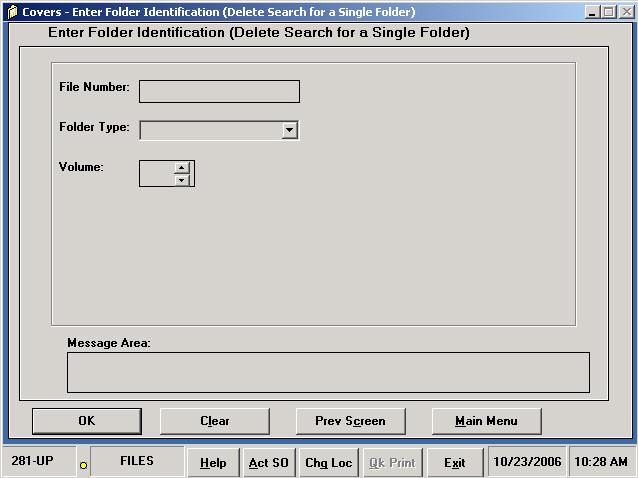 Covers - Enter Folder Identification (Delete Search for a Single Folder)
Enter Folder Identification (Delete Search for a Single Folder)
File Number:
Folder Type:
Volume:
Message Area:
OK Clear Prev Screen Main Menu
281-UP FILES Help Act SO Chg Loc Qk Print Exit 10/23/2006 10:28 AM